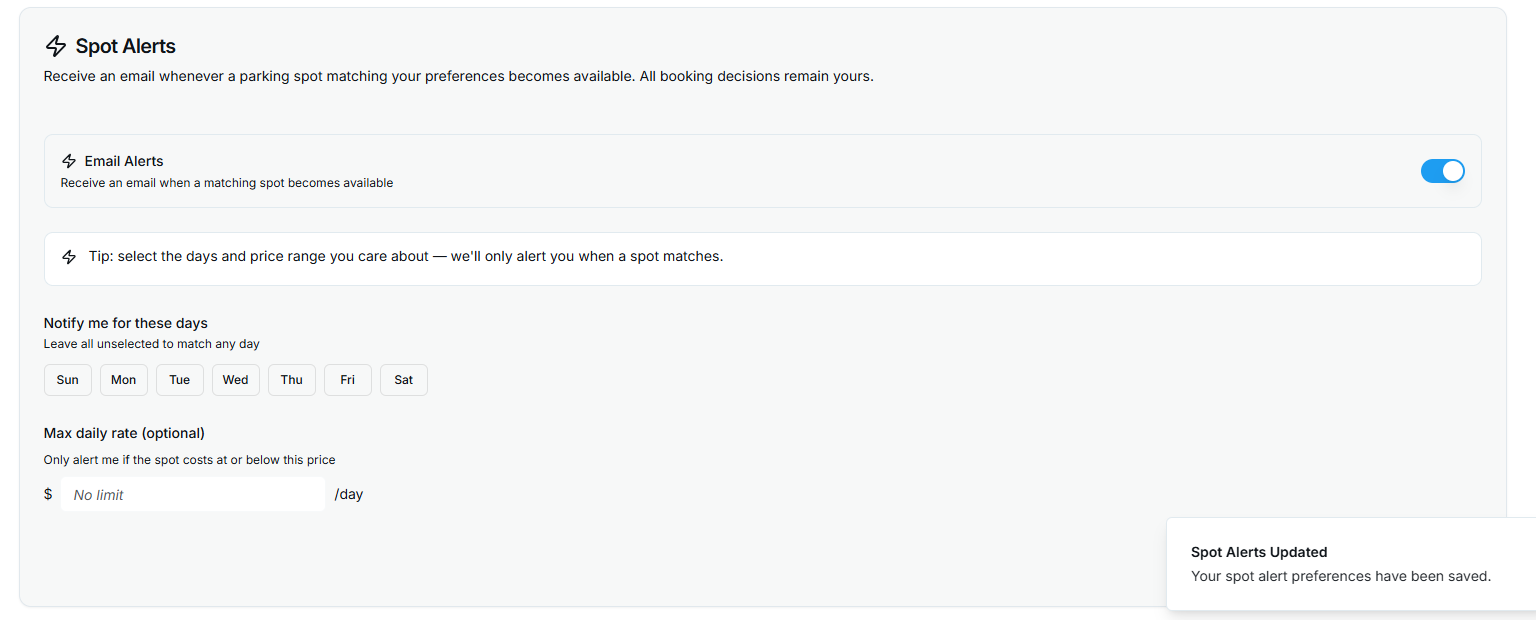 Spot Alerts
Receive an email whenever a parking spot matching your preferences becomes available. All booking decisions remain yours.
Email Alerts
Receive an email when a matching spot becomes available
Tip: select the days and price range you care about — we'll only alert you when a spot matches.
Notify me for these days
Leave all unselected to match any day
Sun Mon Tue Wed Thu Fri Sat
Max daily rate (optional)
Only alert me if the spot costs at or below this price
$ No limit /day
Spot Alerts Updated
Your spot alert preferences have been saved.